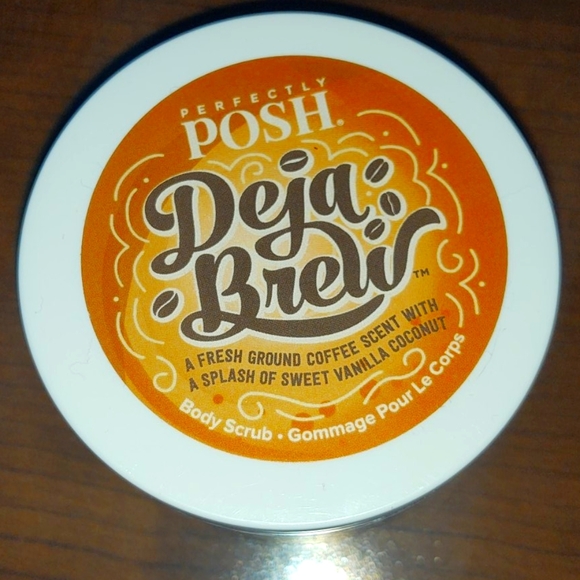 PERFECTLY
POSH®
Deja
Brew™
A FRESH GROUND COFFEE SCENT WITH
A SPLASH OF SWEET VANILLA COCONUT
Body Scrub • Gommage Pour Le Corps